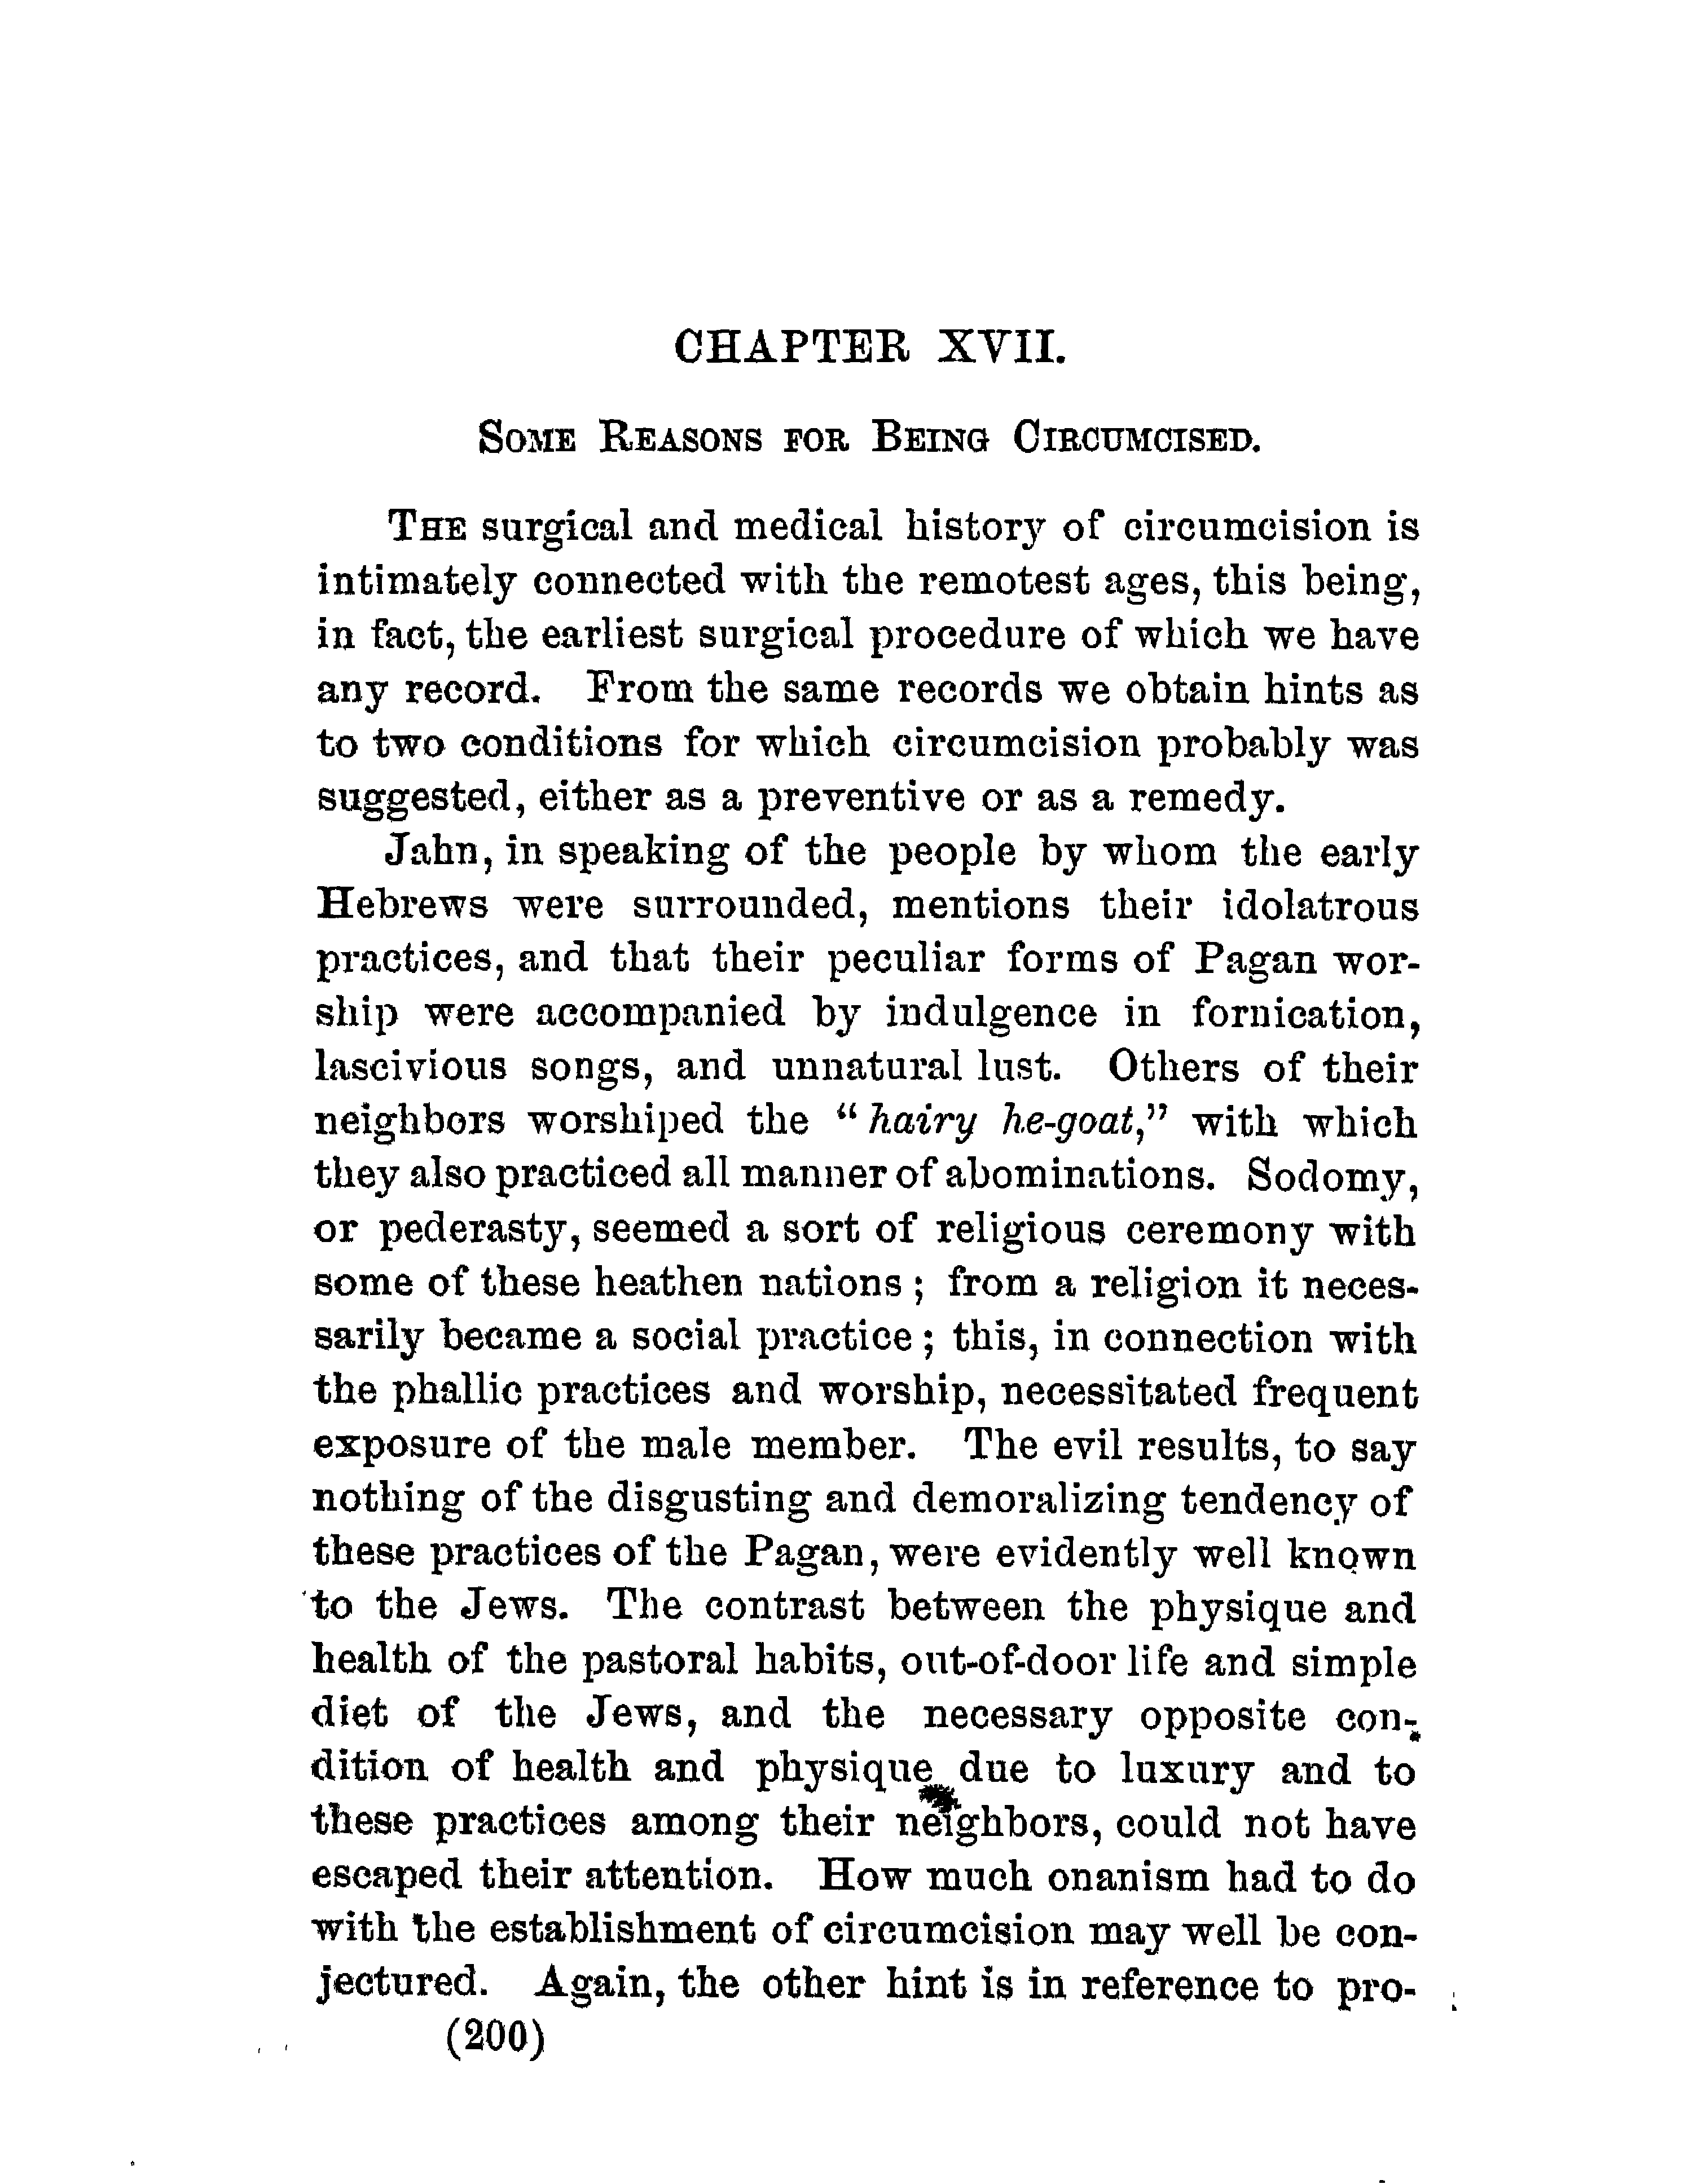 CHAPTER XVII.
SOME REASONS FOR BEING CIRCUMCISED.
THE surgical and medical history of circumcision is
intimately connected with the remotest ages, this being,
in fact, the earliest surgical procedure of which we have
any record. From the same records we obtain hints as
to two conditions for which circumcision probably was
suggested, either as a preventive or as a remedy.
Jahn, in speaking of the people by whom the early
Hebrews were surrounded, mentions their idolatrous
practices, and that their peculiar forms of Pagan wor-
ship were accompanied by indulgence in fornication,
lascivious songs, and unnatural lust. Others of their
neighbors worshiped the “hairy he-goat,” with which
they also practiced all manner of abominations. Sodomy,
or pederasty, seemed a sort of religious ceremony with
some of these heathen nations; from a religion it neces-
sarily became a social practice; this, in connection with
the phallic practices and worship, necessitated frequent
exposure of the male member. The evil results, to say
nothing of the disgusting and demoralizing tendency of
these practices of the Pagan, were evidently well known
to the Jews. The contrast between the physique and
health of the pastoral habits, out-of-door life and simple
diet of the Jews, and the necessary opposite con-
dition of health and physique due to luxury and to
these practices among their neighbors, could not have
escaped their attention. How much onanism had to do
with the establishment of circumcision may well be con-
jectured. Again, the other hint is in reference to pro-
(200)